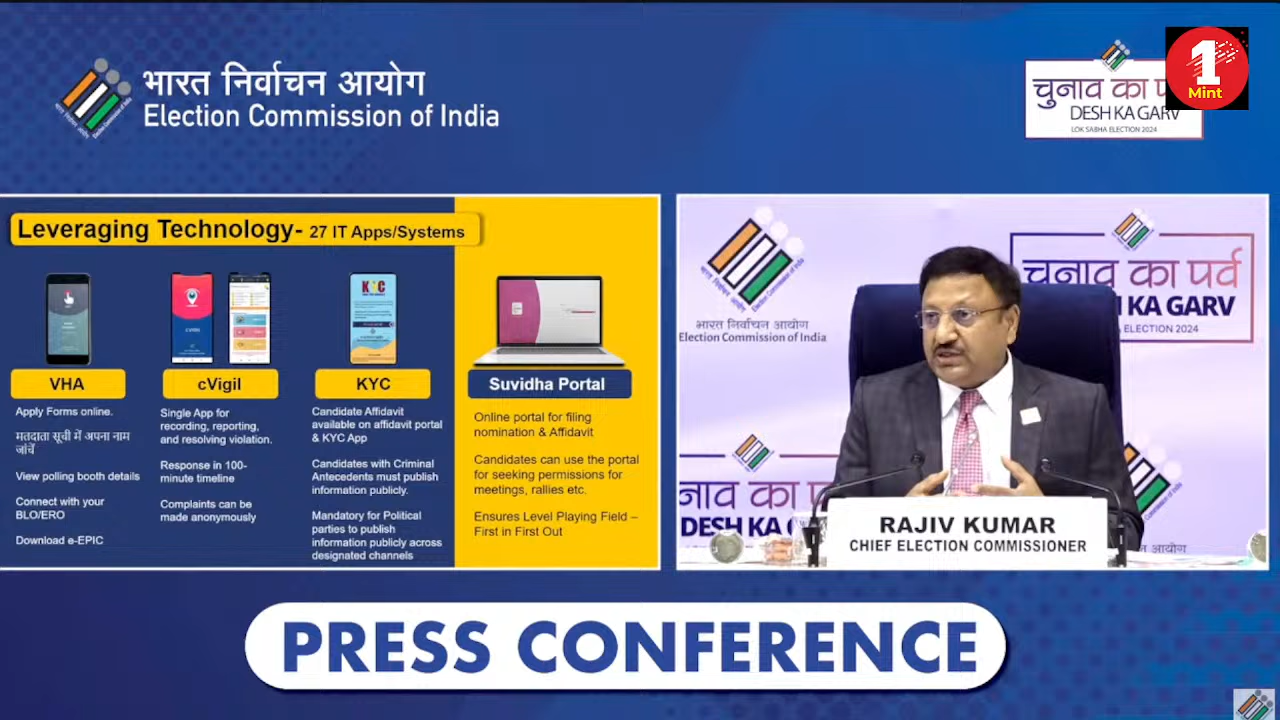 भारत निर्वाचन आयोग
Election Commission of India
चुनाव का प
DESH KA GARV
LOK SABHA ELECTION 2024
1
Mint
Leveraging Technology- 27 IT Apps/Systems
VHA
Apply Forms online.
मतदाता सूची में अपना नाम
जांचें
View polling booth details
Connect with your
BLO/ERO
Download e-EPIC
cVigil
Single App for
recording, reporting,
and resolving violation.
Response in 100-
minute timeline
Complaints can be
made anonymously
KYC
KYC
Candidate Affidavit
available on affidavit portal
& KYC App
Candidates with Criminal
Antecedents must publish
information publicly.
Mandatory for Political
parties to publish
information publicly across
designated channels
Suvidha Portal
Online portal for filing
nomination & Affidavit
Candidates can use the portal
for seeking permissions for
meetings, rallies etc.
Ensures Level Playing Field –
First in First Out
भारत निर्वाचन आयोग
Election Commission of India
चुनाव का पर्व
H KA GARV
ELECTION 2024
नाव का प
DESH KA G
आयोग
RAJIV KUMAR
CHIEF ELECTION COMMISSIONER
PRESS CONFERENCE